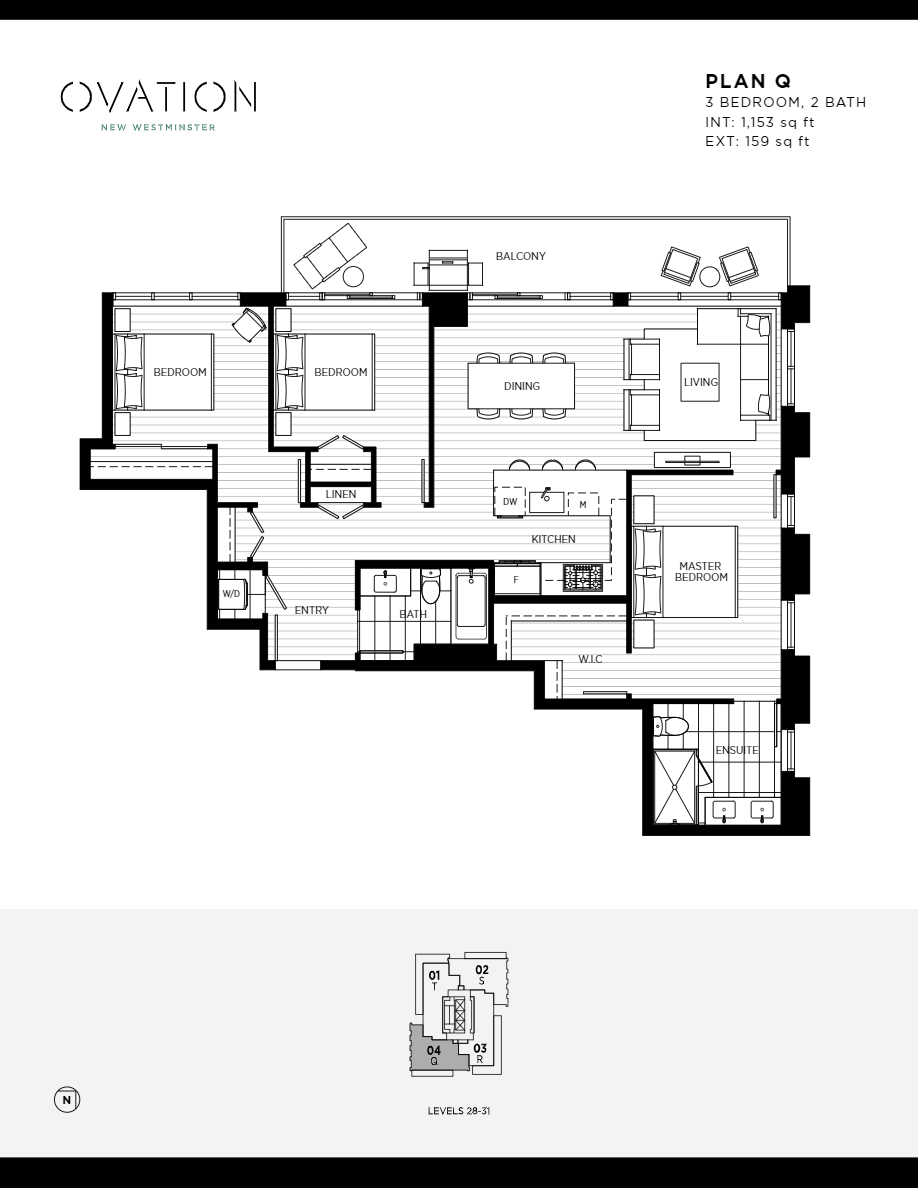 OVATION
NEW WESTMINSTER
PLAN Q
3 BEDROOM, 2 BATH
INT: 1,153 sq ft
EXT: 159 sq ft
BALCONY
BEDROOM
BEDROOM
DINING
LIVING
LINEN
DW
M
KITCHEN
MASTER
BEDROOM
F
W/D
ENTRY
BATH
W.I.C
ENSUITE
01
T
02
S
04
Q
03
R
N
LEVELS 28-31